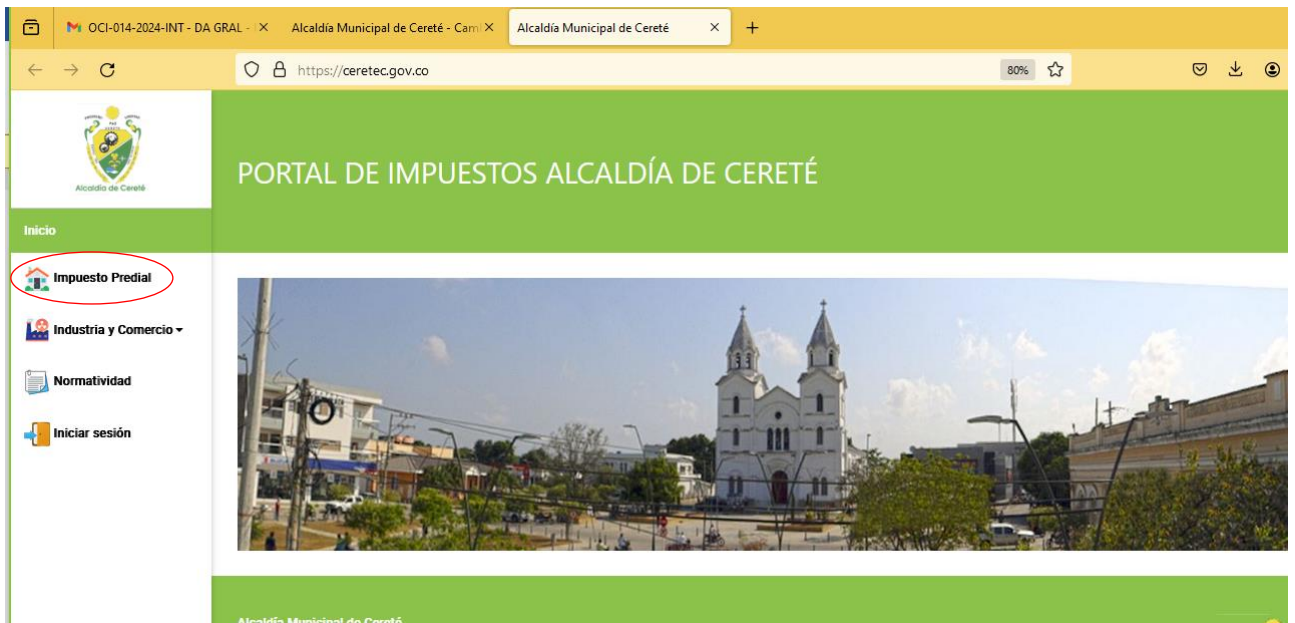 OCI-014-2024-INT - DA GRAL -
Alcaldía Municipal de Cereté - Cam
Alcaldía Municipal de Cereté
https://ceretec.gov.co
80%
Alcaldía de Cereté
PORTAL DE IMPUESTOS ALCALDÍA DE CERETÉ
Inicio
Impuesto Predial
Industria y Comercio
Normatividad
Iniciar sesión
Alcaldía Municipal de Cereté